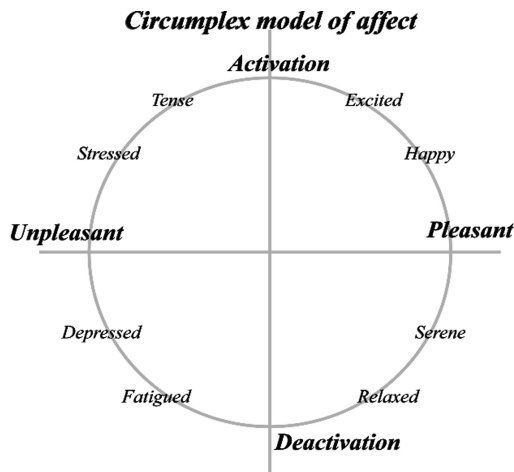 Circumplex model of affect
Activation
Tense
Excited
Stressed
Happy
Unpleasant
Pleasant
Depressed
Serene
Fatigued
Relaxed
Deactivation